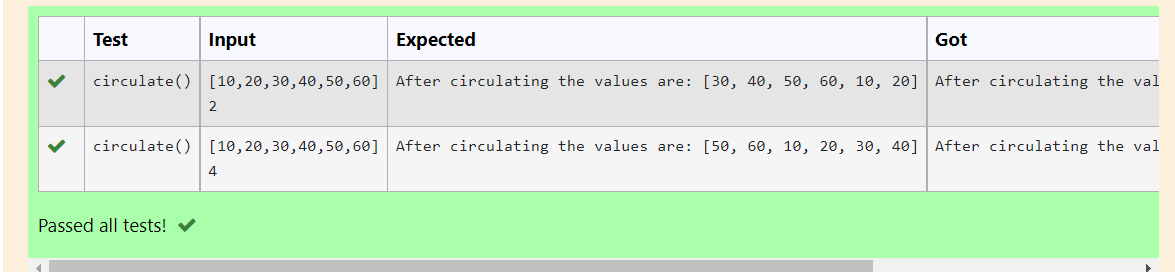 Test Input Expected Got
circulate() [10,20,30,40,50,60] After circulating the values are: [30, 40, 50, 60, 10, 20] After circulating the val
2
circulate() [10,20,30,40,50,60] After circulating the values are: [50, 60, 10, 20, 30, 40] After circulating the val
4
Passed all tests!